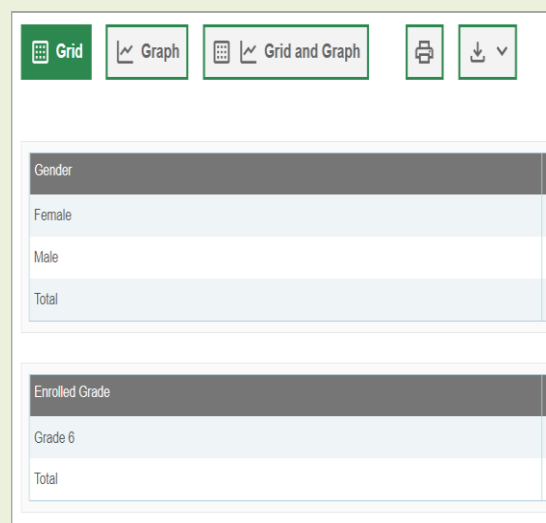 Grid Graph Grid and Graph
Gender
Female
Male
Total
Enrolled Grade
Grade 6
Total